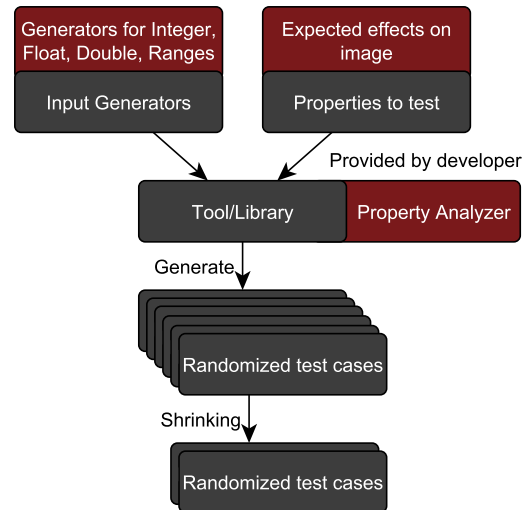 Generators for Integer,
Float, Double, Ranges
Input Generators
Expected effects on
image
Properties to test
Provided by developer
Tool/Library
Property Analyzer
Generate
Randomized test cases
Shrinking
Randomized test cases